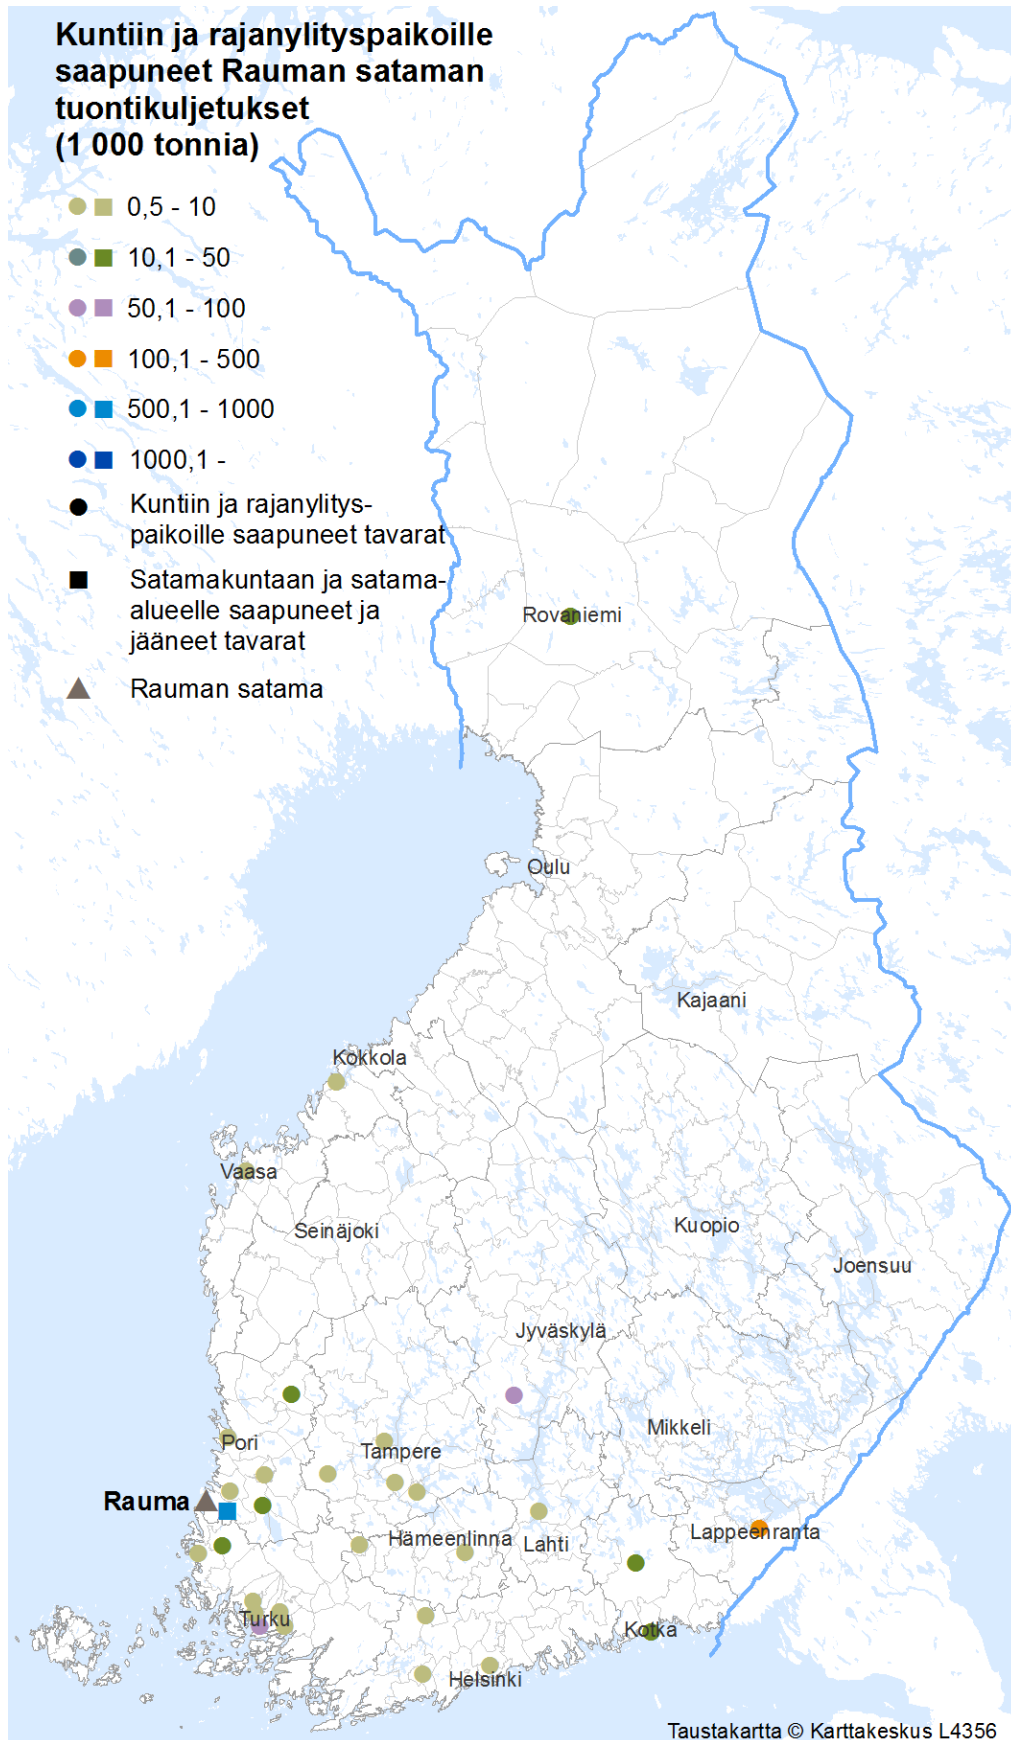 Kuntiin ja rajanylityspaikoille
saapuneet Rauman sataman
tuontikuljetukset
(1 000 tonnia)
0,5 - 10
10,1 - 50
50,1 - 100
100,1 - 500
500,1 - 1000
1000,1 -
Kuntiin ja rajanylitys-
paikoille saapuneet tavarat
Satamakuntaan ja satama-
alueelle saapuneet ja
jääneet tavarat
Rauman satama
Rovaniemi
Oulu
Kajaani
Kokkola
Vaasa
Seinäjoki
Kuopio
Joensuu
Jyväskylä
Mikkeli
Pori
Tampere
Rauma
Lappeenranta
Hämeenlinna
Lahti
Turku
Kotka
Helsinki
Taustakartta © Karttakeskus L4356